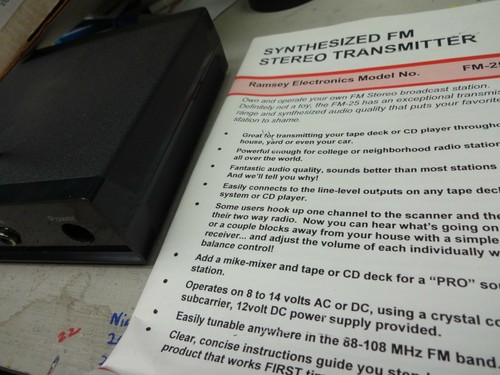 SYNTHESIZED FM
STEREO TRANSMITTER
Ramsey Electronics Model No. FM-25
Own and operate your own FM Stereo broadcast station.
Definitely not a toy, the FM-25 has an exceptional transmis
range and synthesized audio quality that puts your favorit
station to shame.
• Great for transmitting your tape deck or CD player througho
house, yard or even your car.
• Powerful enough for college or neighborhood radio station
all over the world.
• Fantastic audio quality, sounds better than most stations
And we'll tell you why!
• Easily connects to the line-level outputs on any tape deck
system or CD player.
• Some users hook up one channel to the scanner and the
their two way radio. Now you can hear what's going on
or a couple blocks away from your house with a simple
receiver... and adjust the volume of each individually w
balance control!
• Add a mike-mixer and tape or CD deck for a "PRO" sou
station.
• Operates on 8 to 14 volts AC or DC, using a crystal co
subcarrier, 12volt DC power supply provided.
• Easily tunable anywhere in the 88-108 MHz FM band.
• Clear, concise instructions guide you step
product that works FIRST tim
22